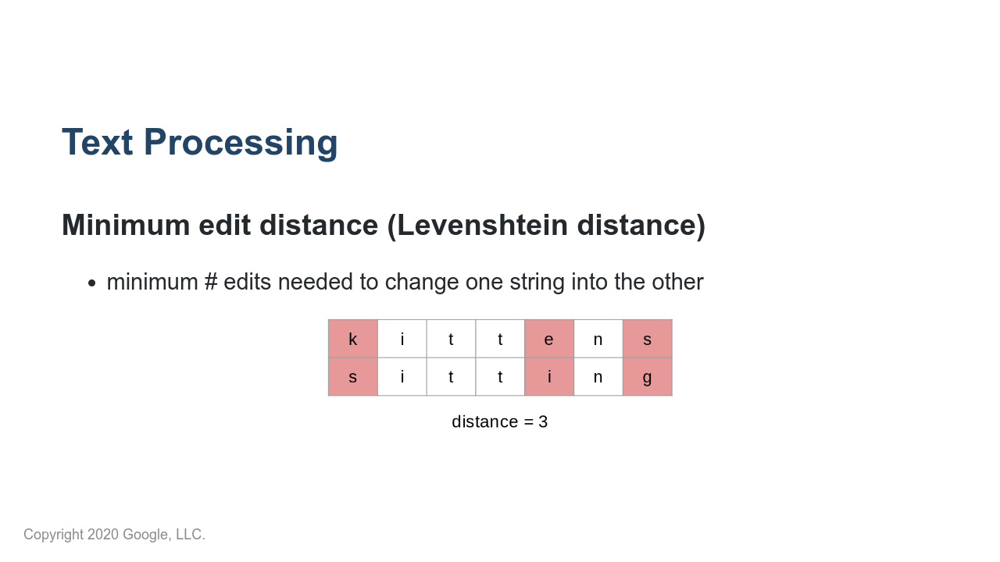 Text Processing
Minimum edit distance (Levenshtein distance)
• minimum # edits needed to change one string into the other
k i t t e n s
s i t t i n g
distance = 3
Copyright 2020 Google, LLC.